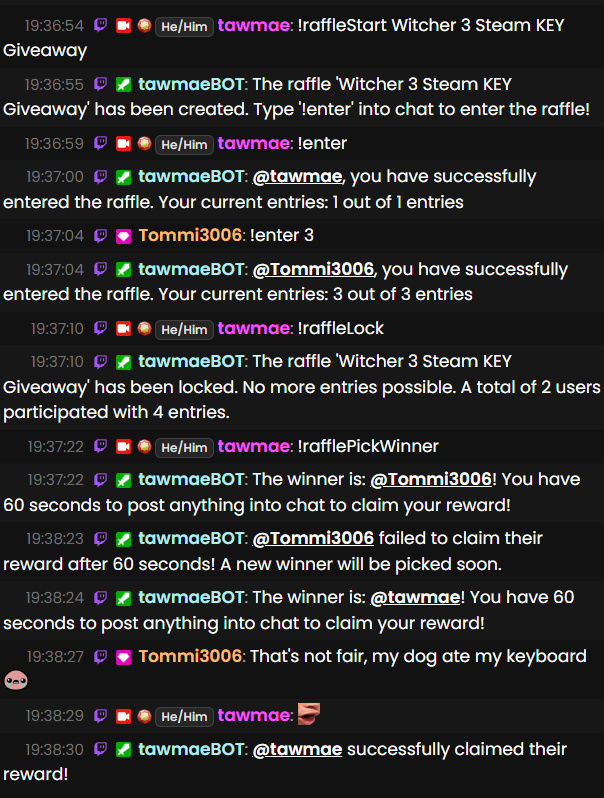 19:36:54 He/Him tawmae: !raffleStart Witcher 3 Steam KEY
Giveaway
19:36:55 tawmaeBOT: The raffle 'Witcher 3 Steam KEY
Giveaway' has been created. Type '!enter' into chat to enter the raffle!
19:36:59 He/Him tawmae: !enter
19:37:00 tawmaeBOT: @tawmae, you have successfully
entered the raffle. Your current entries: 1 out of 1 entries
19:37:04 Tommi3006: !enter 3
19:37:04 tawmaeBOT: @Tommi3006, you have successfully
entered the raffle. Your current entries: 3 out of 3 entries
19:37:10 He/Him tawmae: !raffleLock
19:37:10 tawmaeBOT: The raffle 'Witcher 3 Steam KEY
Giveaway' has been locked. No more entries possible. A total of 2 users
participated with 4 entries.
19:37:22 He/Him tawmae: !rafflePickWinner
19:37:22 tawmaeBOT: The winner is: @Tommi3006! You have
60 seconds to post anything into chat to claim your reward!
19:38:23 tawmaeBOT: @Tommi3006 failed to claim their
reward after 60 seconds! A new winner will be picked soon.
19:38:24 tawmaeBOT: The winner is: @tawmae! You have 60
seconds to post anything into chat to claim your reward!
19:38:27 Tommi3006: That's not fair, my dog ate my keyboard
19:38:29 He/Him tawmae:
19:38:30 tawmaeBOT: @tawmae successfully claimed their
reward!